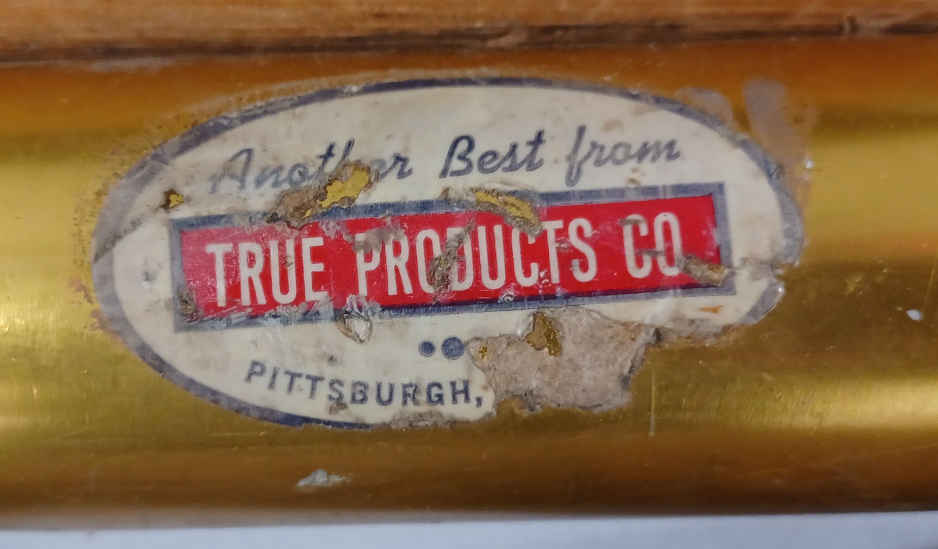 Another Best from
TRUE PRODUCTS CO
PITTSBURGH,